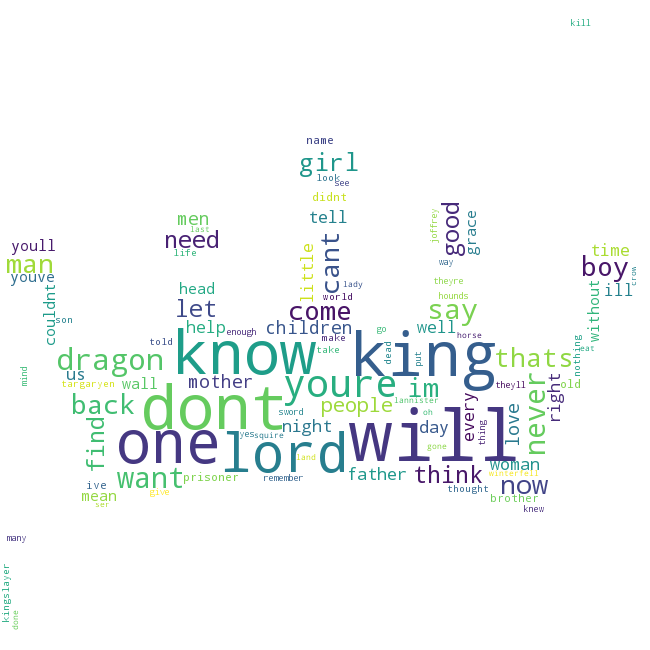 kill
name
girl
look
see
didnt
men
last
need
life
tell
cant
little
lady
world
joffrey
good
grace
way
theyre
hounds
youll
man
youve
time
boy
crow
ill
without
couldnt
son
head
let
come
say
help
enough
children
make
take
go
dead
put
well
horse
told
know
king
thats
nothing
eat
dragon
us
targaryen
wall
mother
youre
im
theyll
old
mind
back
dont
sword
people
lannister
oh
every
thing
never
right
love
find
one
yes
squire
night
lord
will
day
gone
woman
winterfell
want
prisoner
remember
land
father
think
thought
now
ive
mean
ser
give
brother
knew
many
kingslayer
done